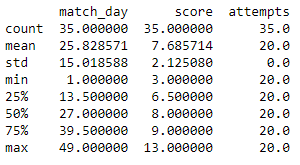 match_day score attempts
count 35.000000 35.000000 35.0
mean 25.828571 7.685714 20.0
std 15.018588 2.125080 0.0
min 1.000000 3.000000 20.0
25% 13.500000 6.500000 20.0
50% 27.000000 8.000000 20.0
75% 39.500000 9.000000 20.0
max 49.000000 13.000000 20.0